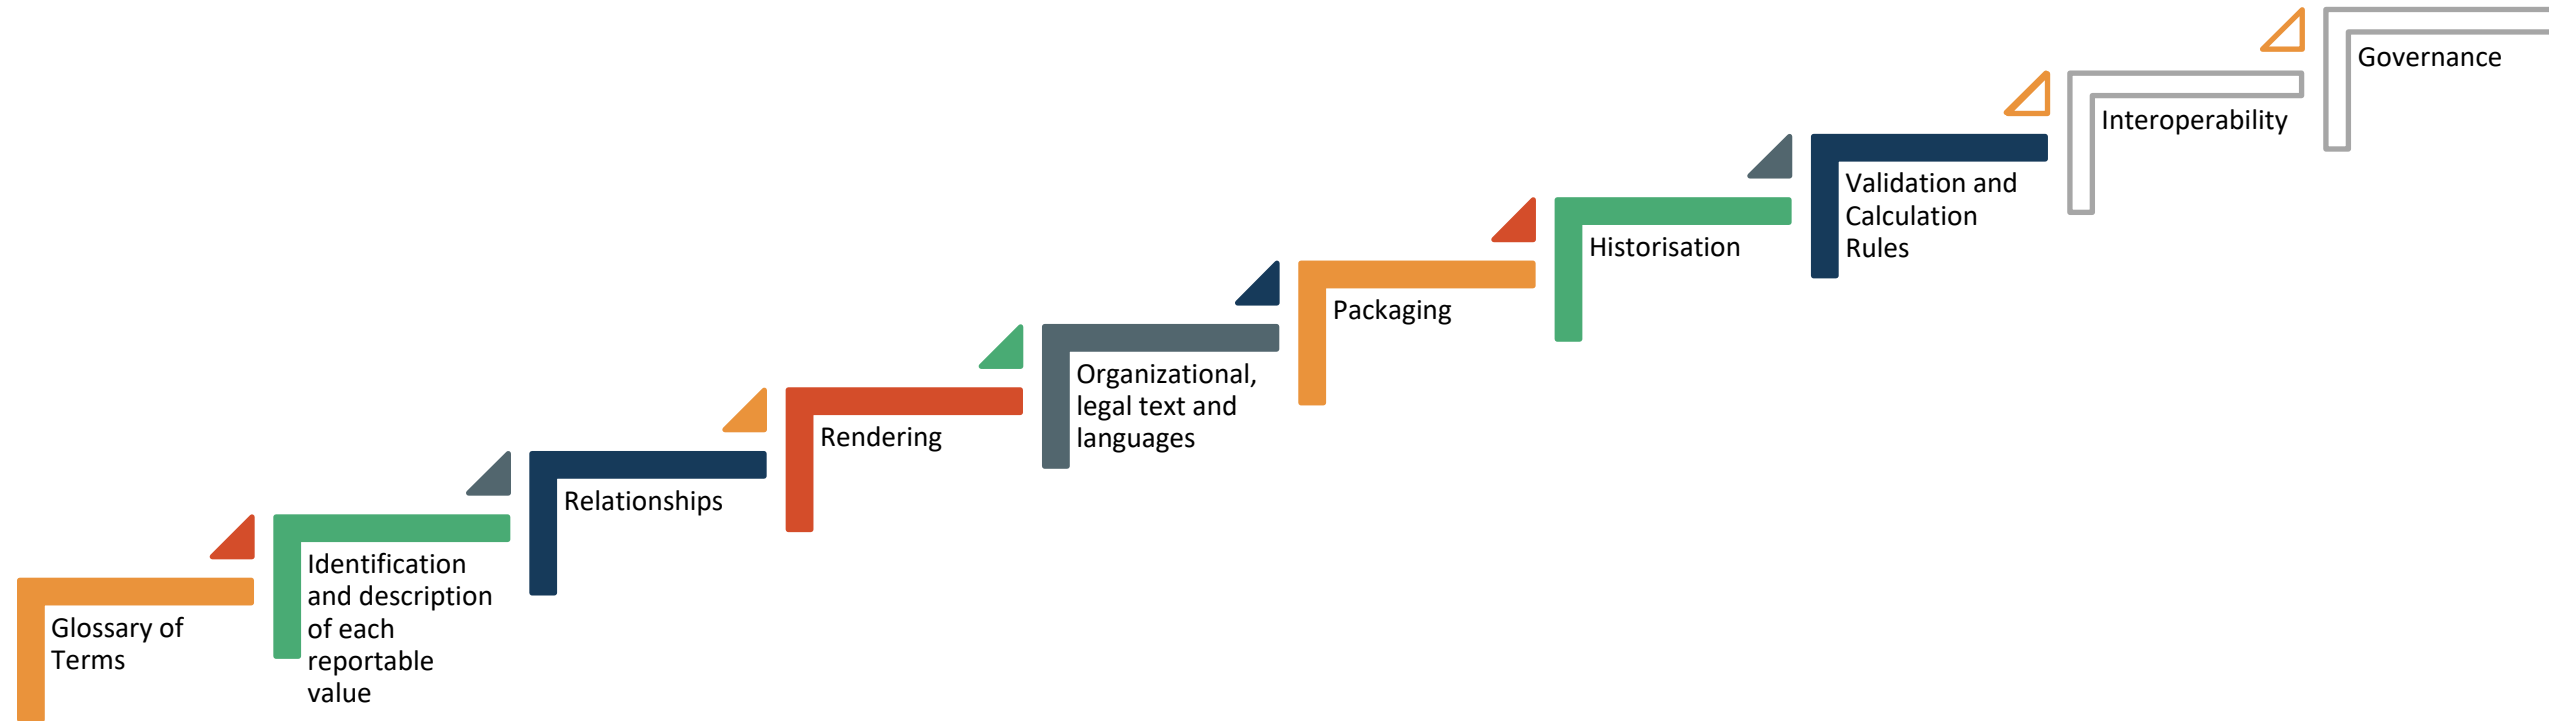 Glossary of
Terms
Identification
and description
of each
reportable
value
Relationships
Rendering
Organizational,
legal text and
languages
Packaging
Historisation
Validation and
Calculation
Rules
Interoperability
Governance